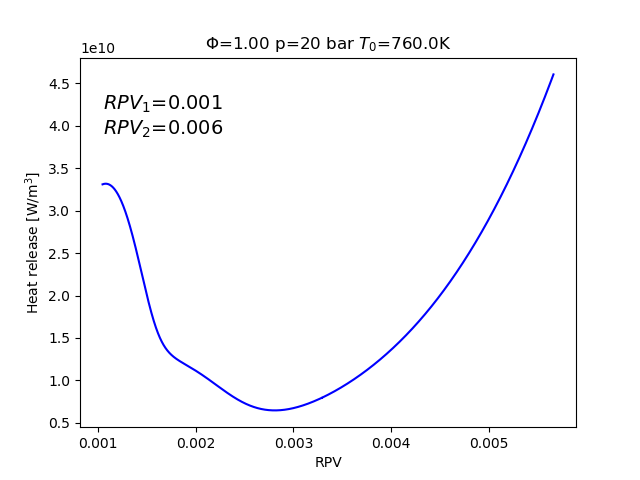 Φ=1.00 p=20 bar T₀=760.0K
1e10
RPV₁=0.001
RPV₂=0.006
4.5
4.0
3.5
3.0
2.5
2.0
1.5
1.0
0.5
Heat release [W/m³]
0.001 0.002 0.003 0.004 0.005
RPV